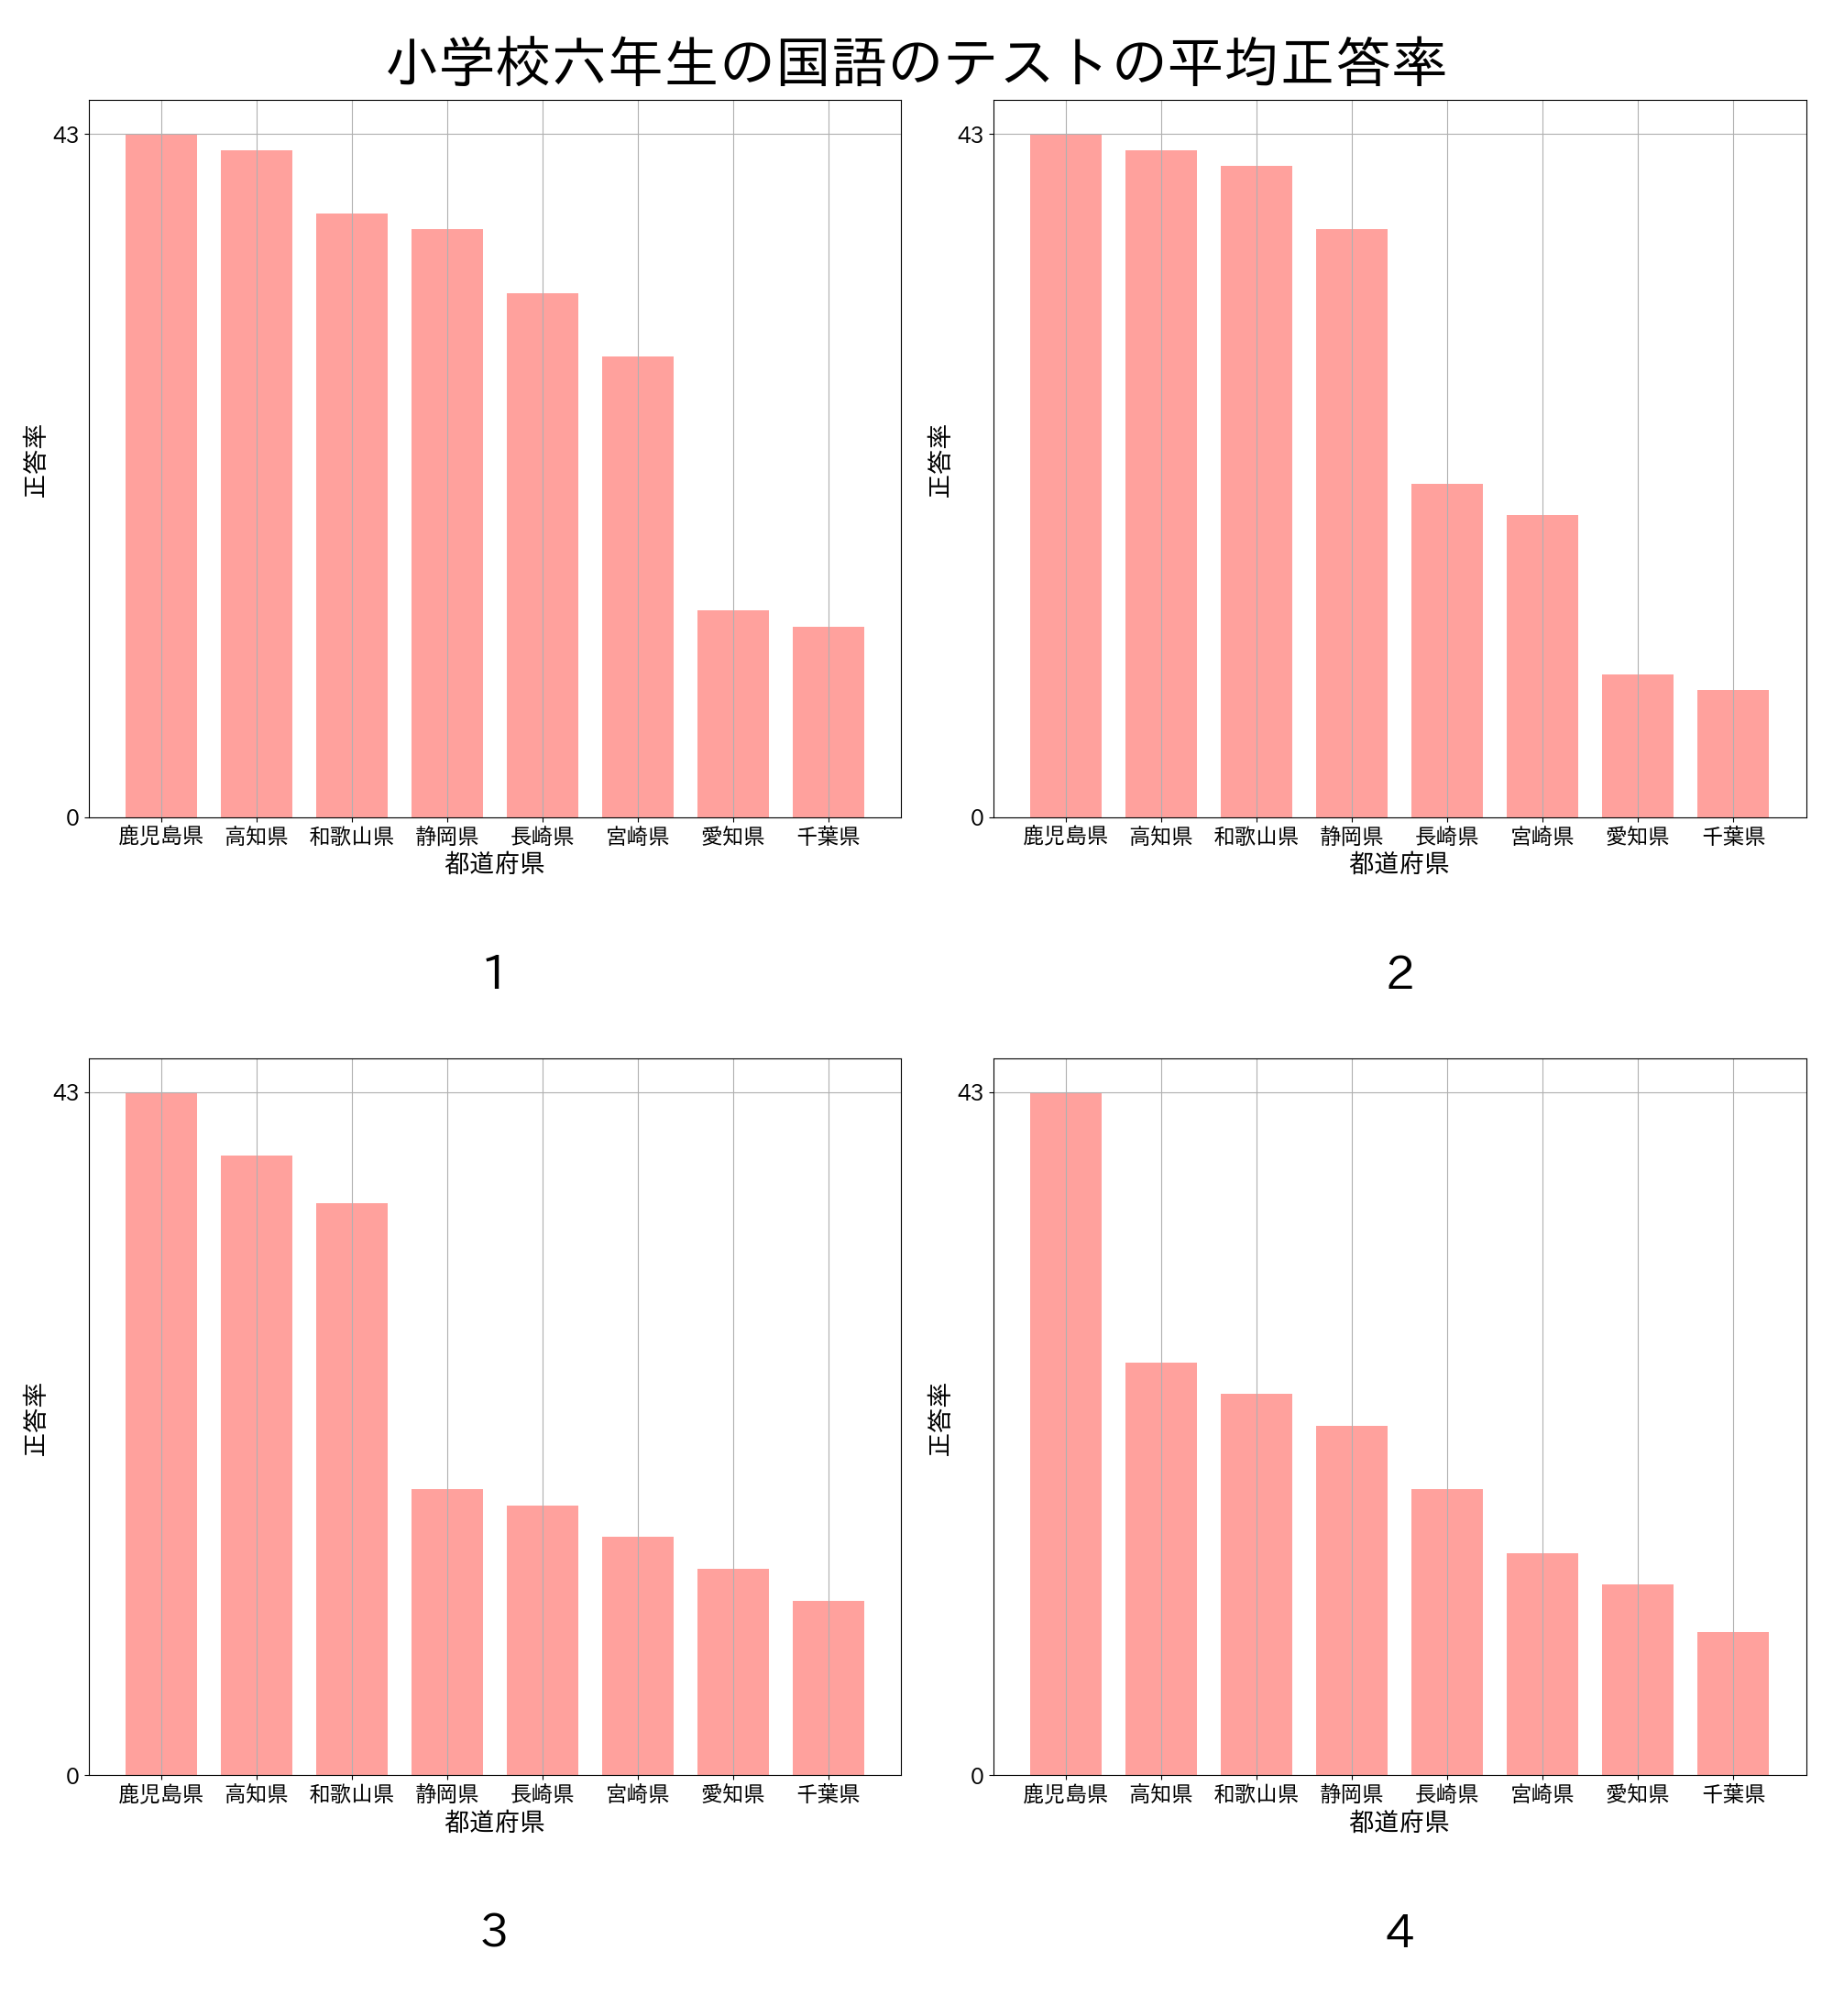 小学校六年生の国語のテストの平均正答率
43
0
正答率
鹿児島県 高知県 和歌山県 静岡県 長崎県 宮崎県 愛知県 千葉県
都道府県
1
43
0
正答率
鹿児島県 高知県 和歌山県 静岡県 長崎県 宮崎県 愛知県 千葉県
都道府県
2
43
0
正答率
鹿児島県 高知県 和歌山県 静岡県 長崎県 宮崎県 愛知県 千葉県
都道府県
3
43
0
正答率
鹿児島県 高知県 和歌山県 静岡県 長崎県 宮崎県 愛知県 千葉県
都道府県
4